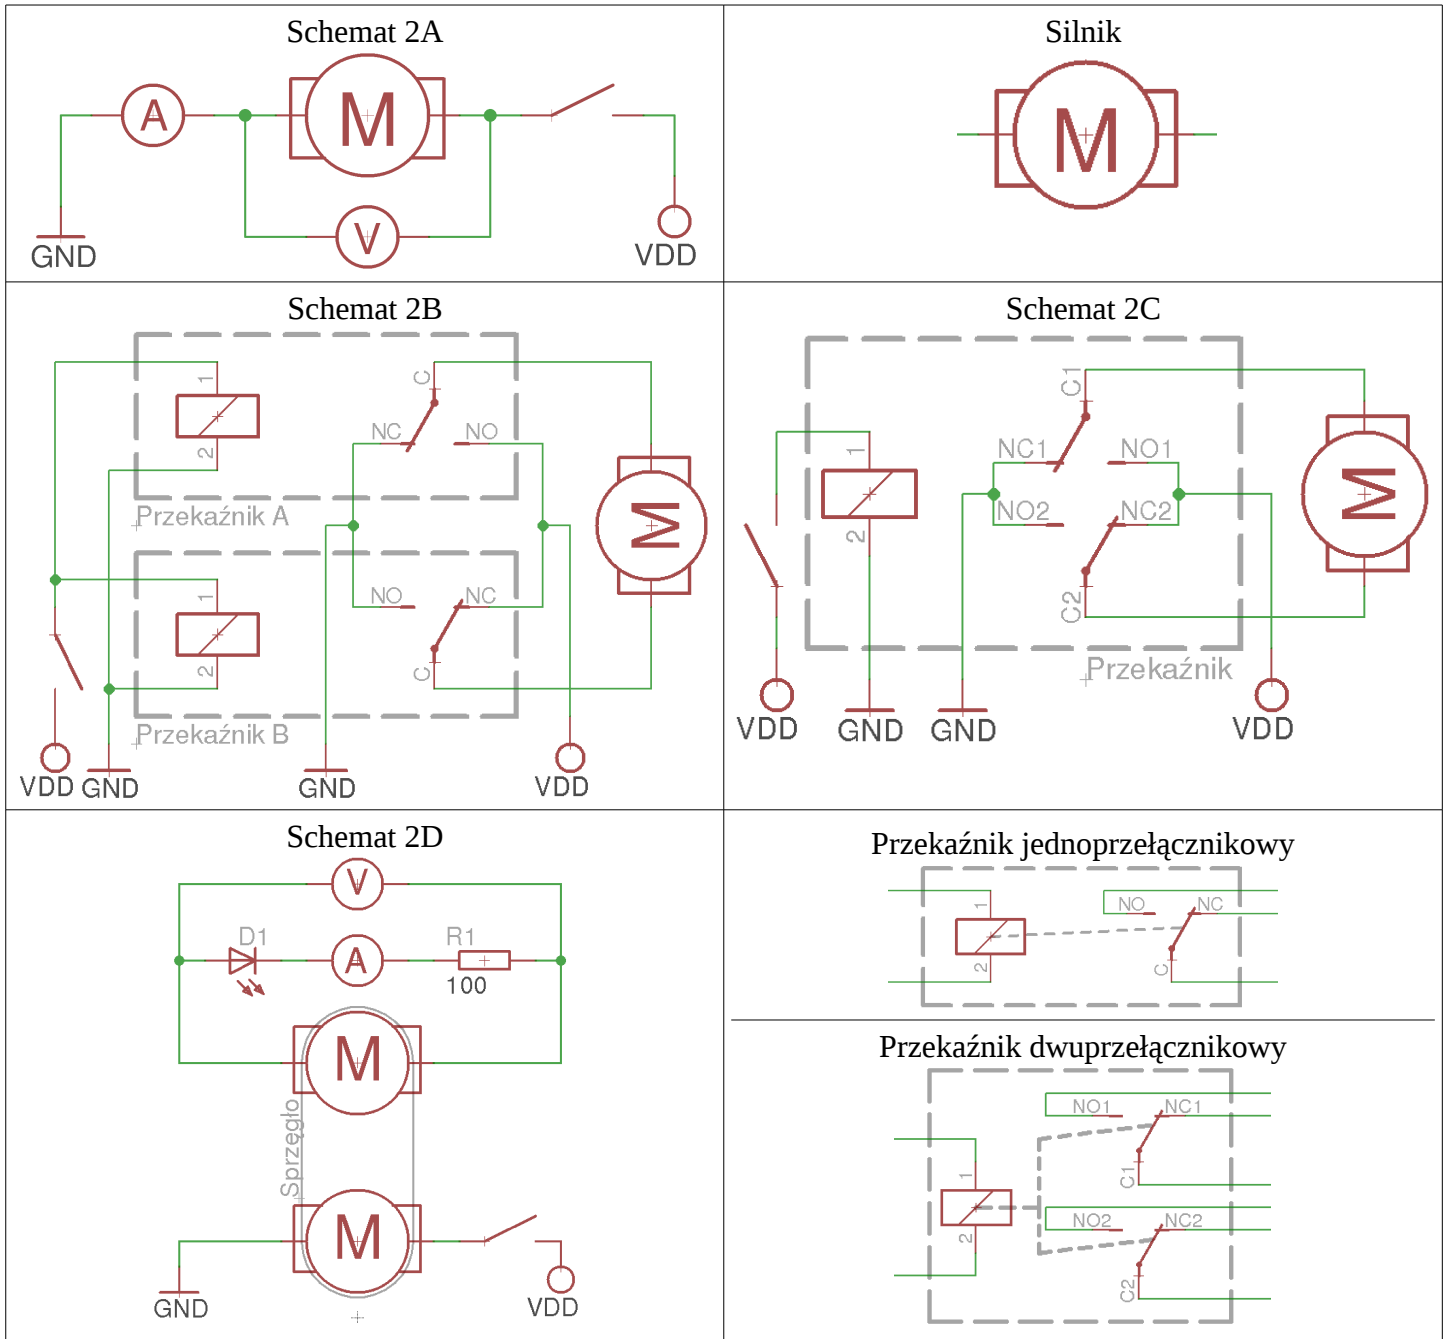 Schemat 2A
A
M
V
GND
VDD
Silnik
M
Schemat 2B
1
2
C
NC
NO
Przekaźnik A
1
2
NO
NC
C
Przekaźnik B
M
VDD
GND
GND
VDD
Schemat 2C
C1
NC1
NO1
1
2
NO2
NC2
C2
M
Przekaźnik
VDD
GND
GND
VDD
Schemat 2D
V
D1
A
R1
100
M
Sprzęgło
M
GND
VDD
Przekaźnik jednoprzełącznikowy
1
2
NO
NC
C
Przekaźnik dwuprzełącznikowy
NO1
NC1
1
C1
2
NO2
NC2
C2